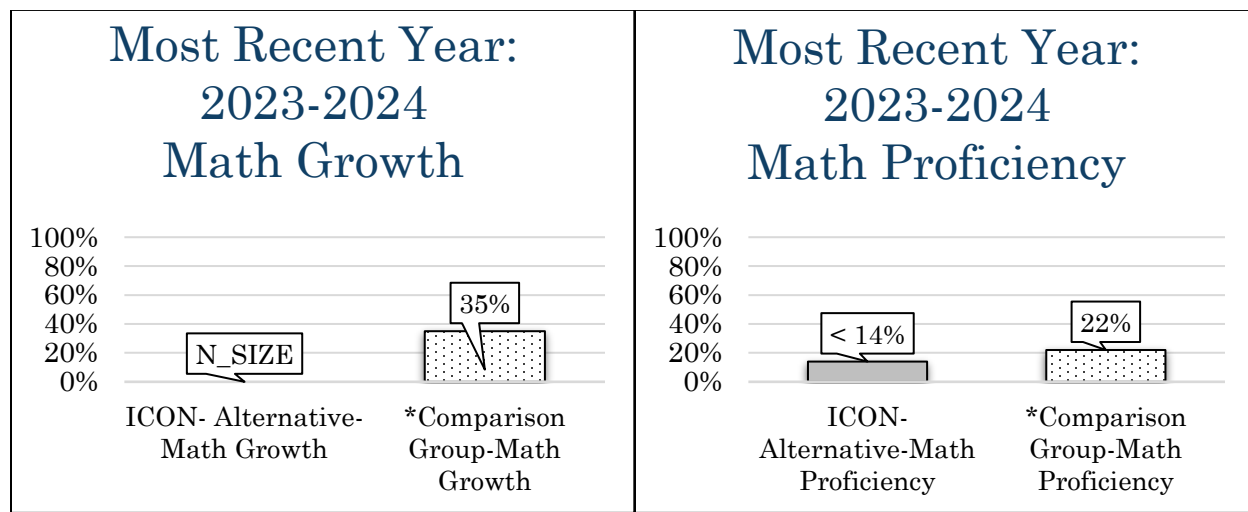 Most Recent Year:
2023-2024
Math Growth
100%
80%
60%
40%
20%
0%
N_SIZE
35%
ICON- Alternative-
Math Growth
*Comparison
Group-Math
Growth
Most Recent Year:
2023-2024
Math Proficiency
100%
80%
60%
40%
20%
0%
< 14%
22%
ICON-
Alternative-Math
Proficiency
*Comparison
Group-Math
Proficiency